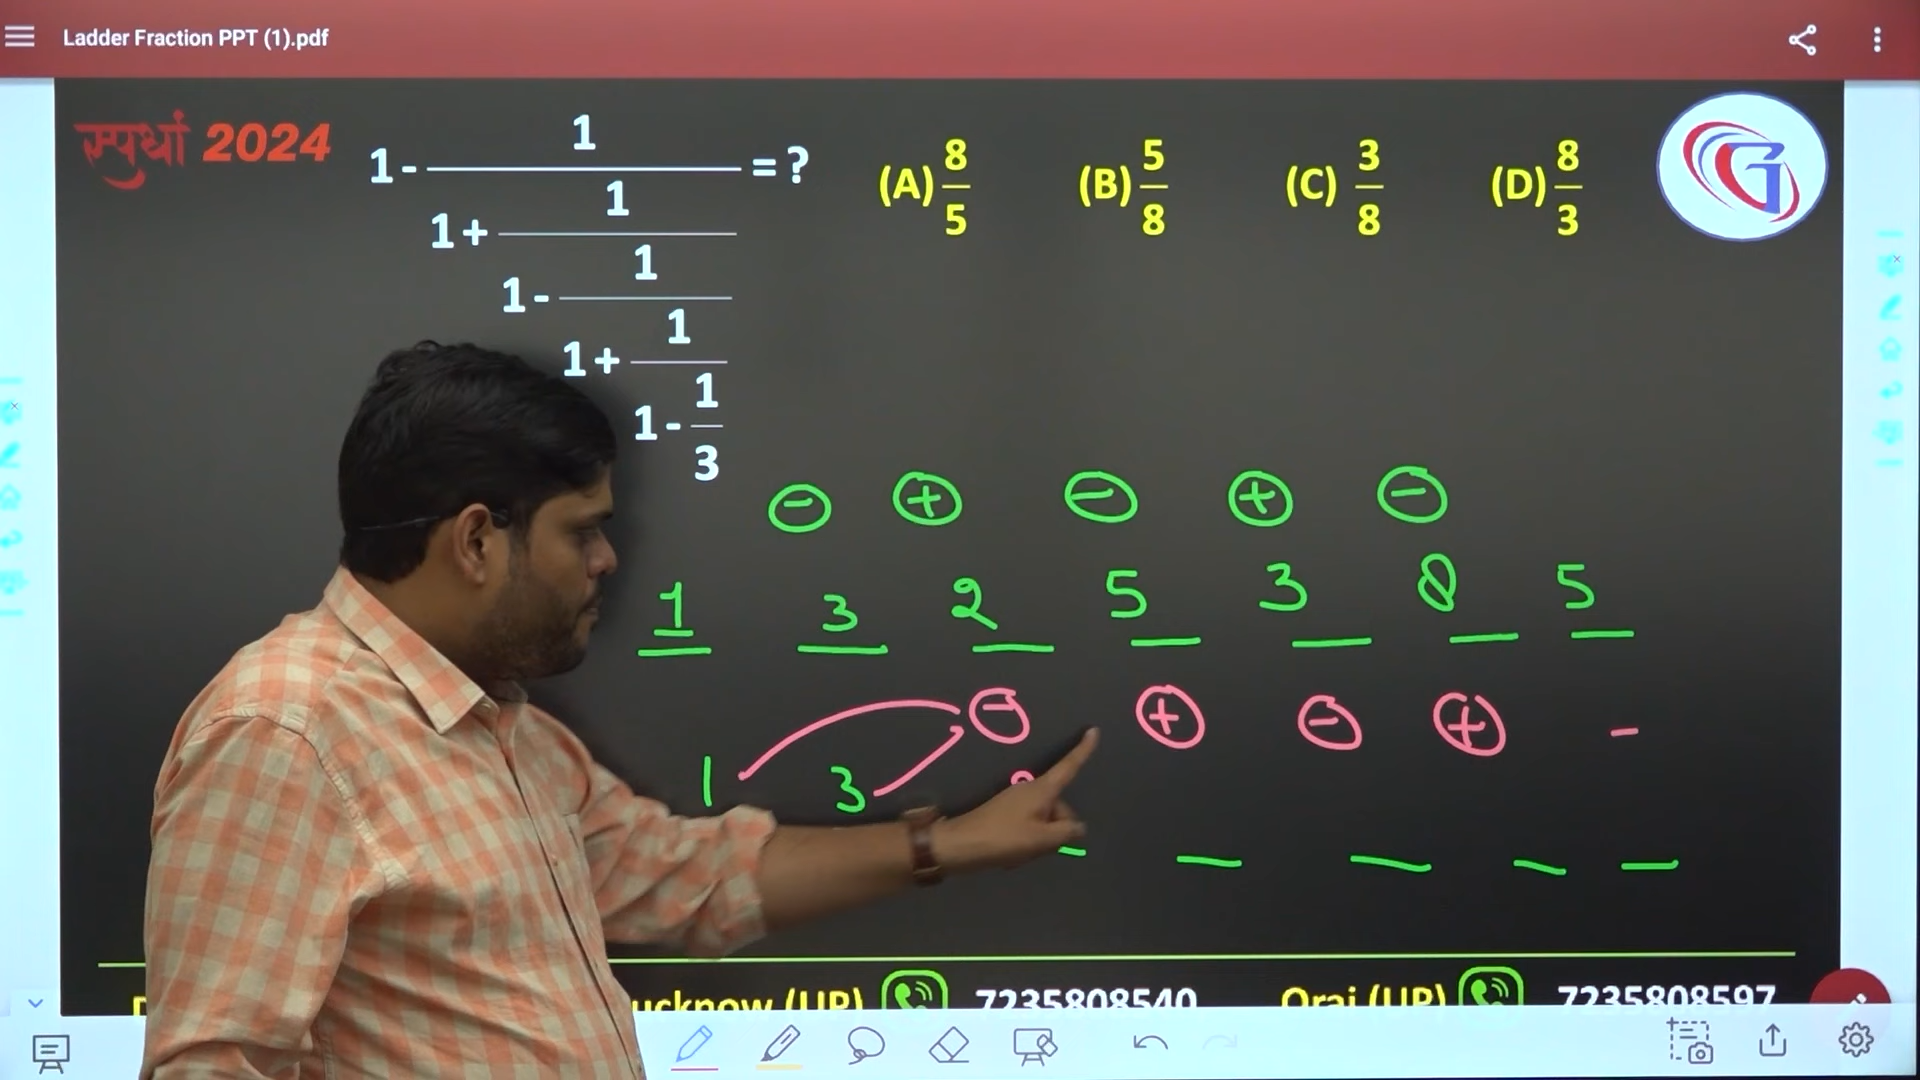 Ladder Fraction PPT (1).pdf
स्पर्धा 2024
1 - 1 = ?
1 + 1
1 - 1
1 + 1
1 - 1
3
(A) 8/5 (B) 5/8 (C) 3/8 (D) 8/3
G
- + - + -
1 3 2 5 3 8 5
- + - + -
1 3
ucknow (UP) 7235808540 Orai (UP) 7235808597